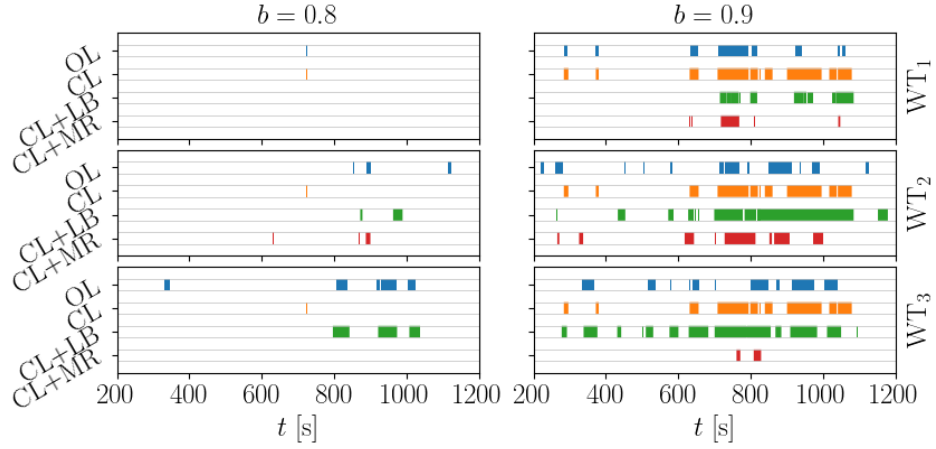 b = 0.8
b = 0.9
OL
CL
CL+LB
CL+MR
WT₁
OL
CL
CL+LB
CL+MR
WT₂
OL
CL
CL+LB
CL+MR
WT₃
200 400 600 800 1000 1200
200 400 600 800 1000 1200
t [s]
t [s]